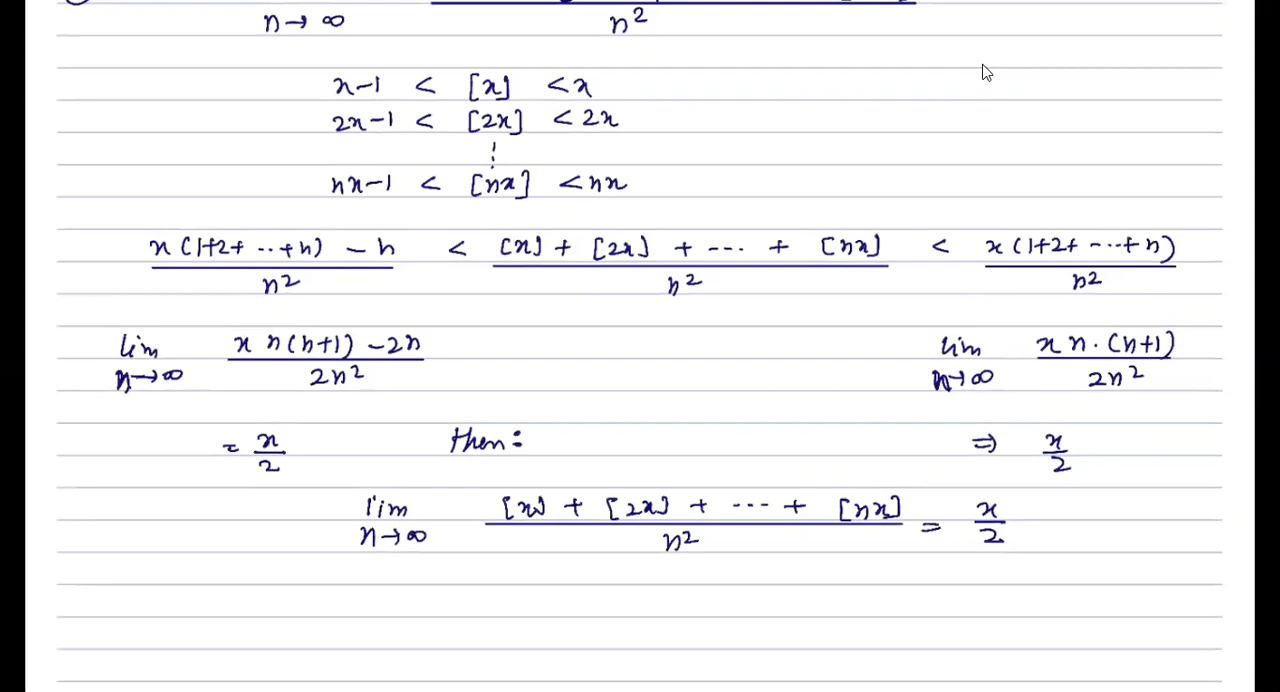 n→∞ n²
x-1 < [x] < x
2x-1 < [2x] < 2x
⋮
nx-1 < [nx] < nx
x(1+2+ ..+n) - n / n² < [x] + [2x] + --- + [nx] / n² < x(1+2+ ---+n) / n²
lim n→∞ x n(n+1) - 2n / 2n² lim n→∞ x n·(n+1) / 2n²
= x/2 then: ⇒ x/2
lim n→∞ [x] + [2x] + --- + [nx] / n² = x/2